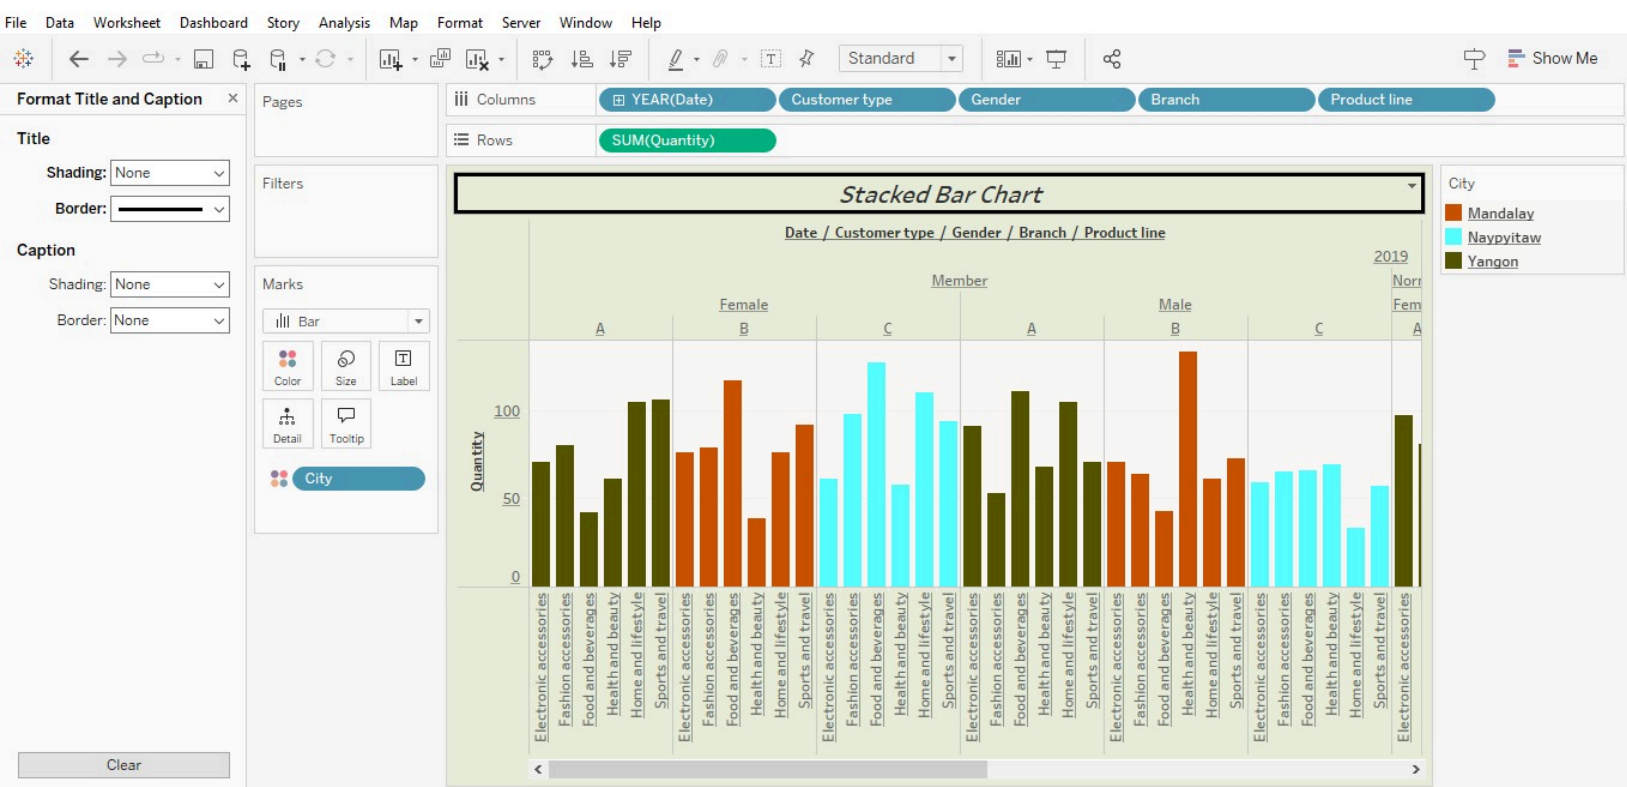 File Data Worksheet Dashboard Story Analysis Map Format Server Window Help
Standard
Show Me
Format Title and Caption ×
Title
Shading: None
Border:
Caption
Shading: None
Border: None
Clear
Pages
Filters
Marks
Bar
Color Size Label
Detail Tooltip
City
Columns YEAR(Date) Customer type Gender Branch Product line
Rows SUM(Quantity)
Stacked Bar Chart
Date / Customer type / Gender / Branch / Product line
2019
Member Norr
Female Male Fem
A B C A B C A
Quantity
100
50
0
Electronic accessories
Fashion accessories
Food and beverages
Health and beauty
Home and lifestyle
Sports and travel
Electronic accessories
Fashion accessories
Food and beverages
Health and beauty
Home and lifestyle
Sports and travel
Electronic accessories
Fashion accessories
Food and beverages
Health and beauty
Home and lifestyle
Sports and travel
Electronic accessories
Fashion accessories
Food and beverages
Health and beauty
Home and lifestyle
Sports and travel
Electronic accessories
Fashion accessories
Food and beverages
Health and beauty
Home and lifestyle
Sports and travel
Electronic accessories
Fashion accessories
Food and beverages
Health and beauty
Home and lifestyle
Sports and travel
Electronic accessories
City
Mandalay
Naypyitaw
Yangon